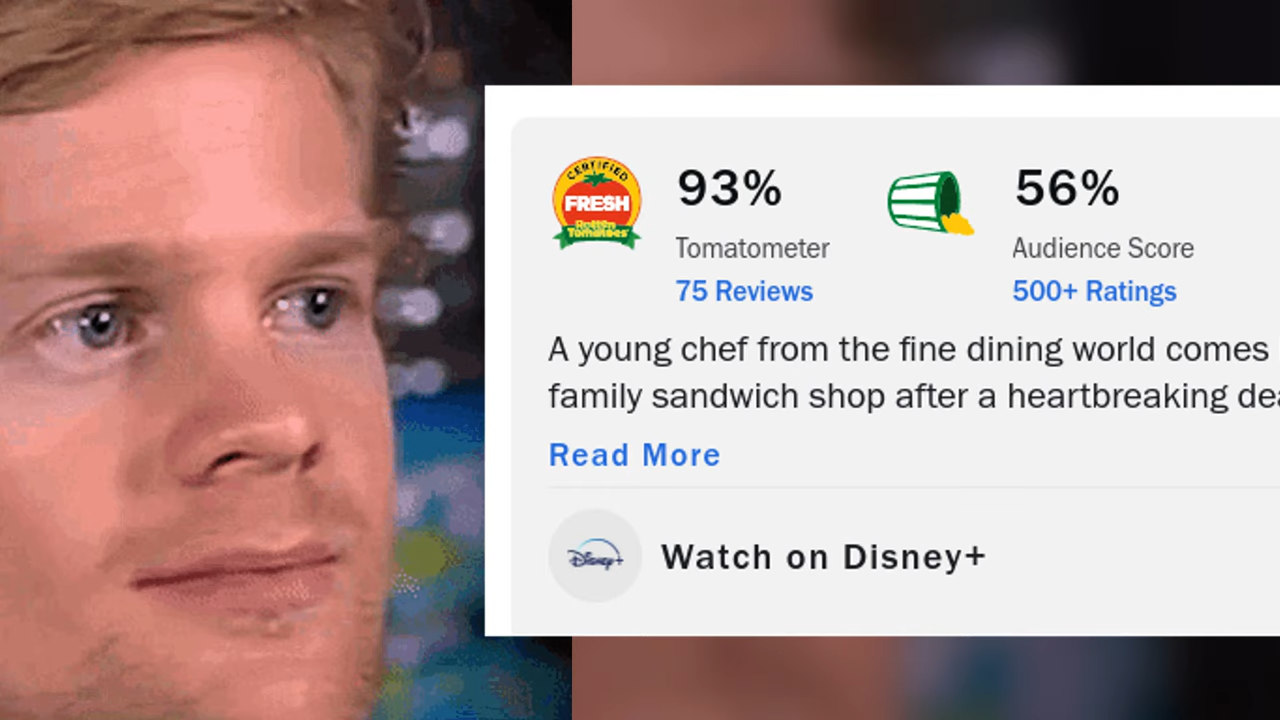 CERTIFIED
FRESH
Rotten
Tomatoes
93%
Tomatometer
75 Reviews
56%
Audience Score
500+ Ratings
A young chef from the fine dining world comes
family sandwich shop after a heartbreaking dea
Read More
Disney+
Watch on Disney+